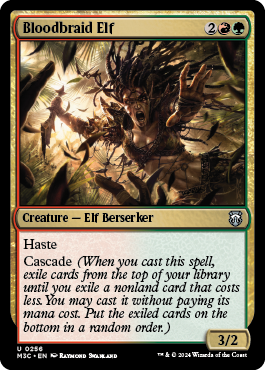 Bloodbraid Elf 2
Creature — Elf Berserker
Haste
Cascade (When you cast this spell,
exile cards from the top of your library
until you exile a nonland card that costs
less. You may cast it without paying its
mana cost. Put the exiled cards on the
bottom in a random order.)
3/2
U 0256
M3C • EN Raymond Swanland
™ & © 2024 Wizards of the Coast